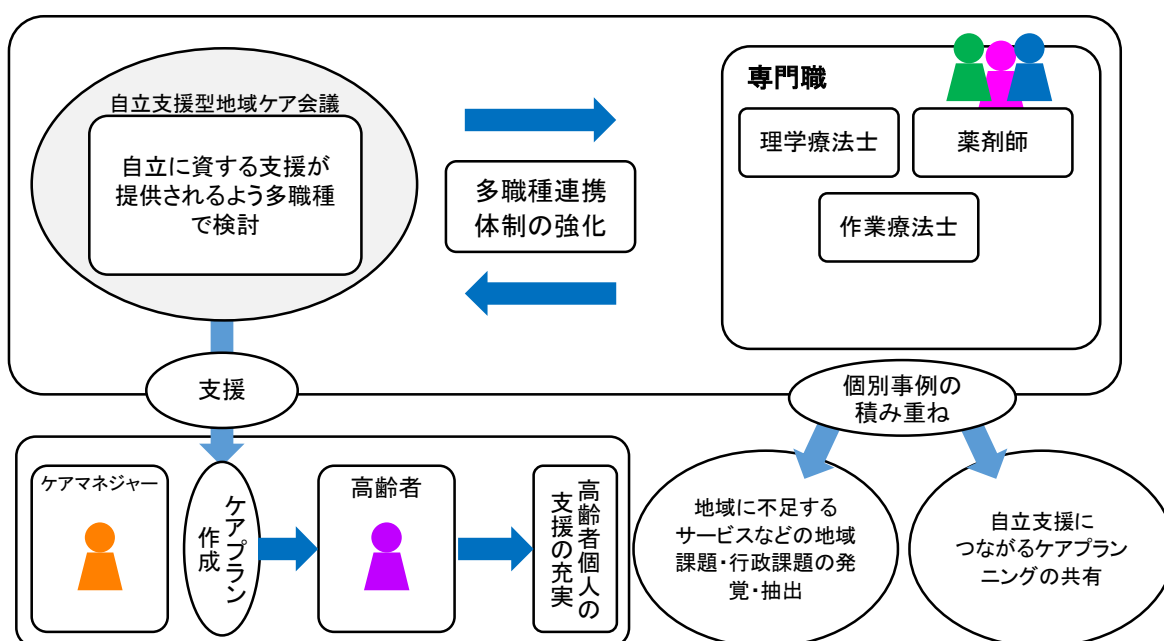 自立支援型地域ケア会議
自立に資する支援が
提供されるよう多職種
で検討
多職種連携
体制の強化
専門職
理学療法士
薬剤師
作業療法士
支援
個別事例の
積み重ね
ケアマネジャー
ケアプラン
作成
高齢者
高齢者個人の
支援の充実
地域に不足する
サービスなどの地域
課題・行政課題の発
覚・抽出
自立支援に
つながるケアプラン
ニングの共有